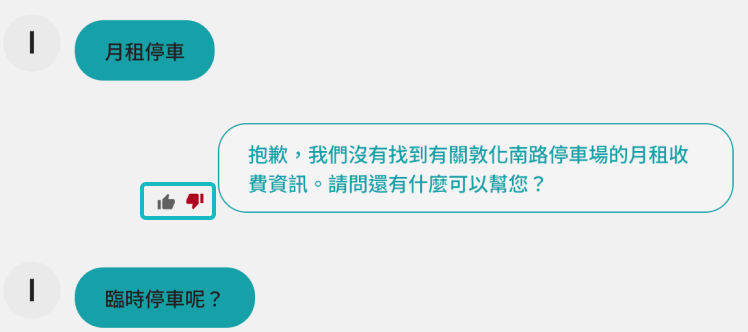 I
月租停車
抱歉，我們沒有找到有關敦化南路停車場的月租收
費資訊。請問還有什麼可以幫您？
I
臨時停車呢？